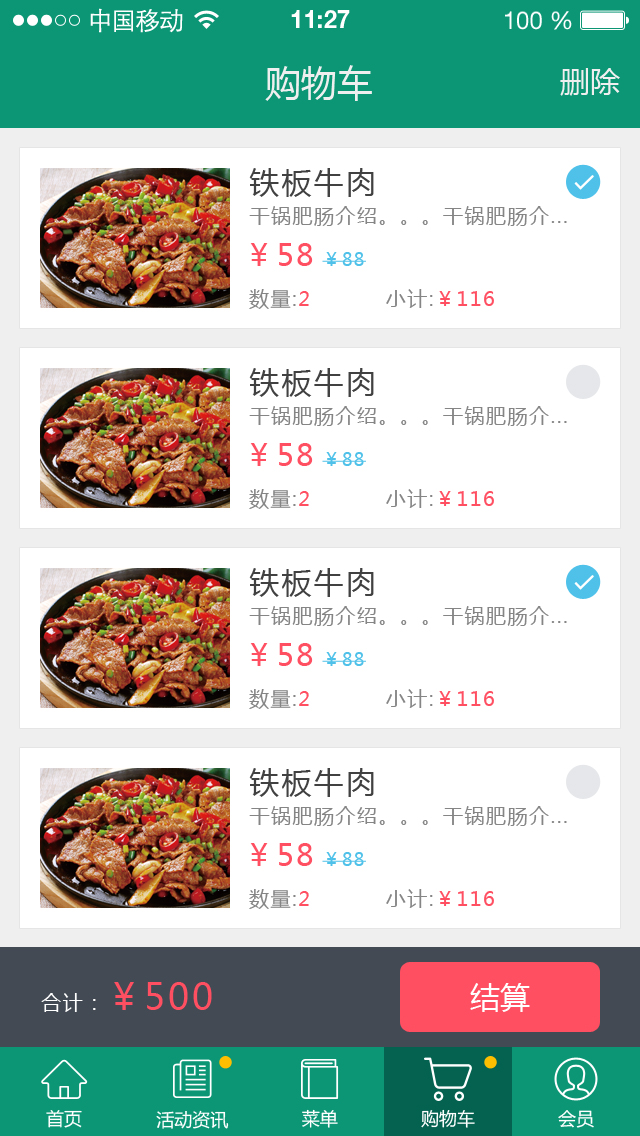 中国移动 11:27 100 %
购物车 删除
铁板牛肉
干锅肥肠介绍。。。干锅肥肠介...
¥ 58 ¥ 88
数量:2 小计: ¥ 116
铁板牛肉
干锅肥肠介绍。。。干锅肥肠介...
¥ 58 ¥ 88
数量:2 小计: ¥ 116
铁板牛肉
干锅肥肠介绍。。。干锅肥肠介...
¥ 58 ¥ 88
数量:2 小计: ¥ 116
铁板牛肉
干锅肥肠介绍。。。干锅肥肠介...
¥ 58 ¥ 88
数量:2 小计: ¥ 116
合计： ¥ 500 结算
首页 活动资讯 菜单 购物车 会员